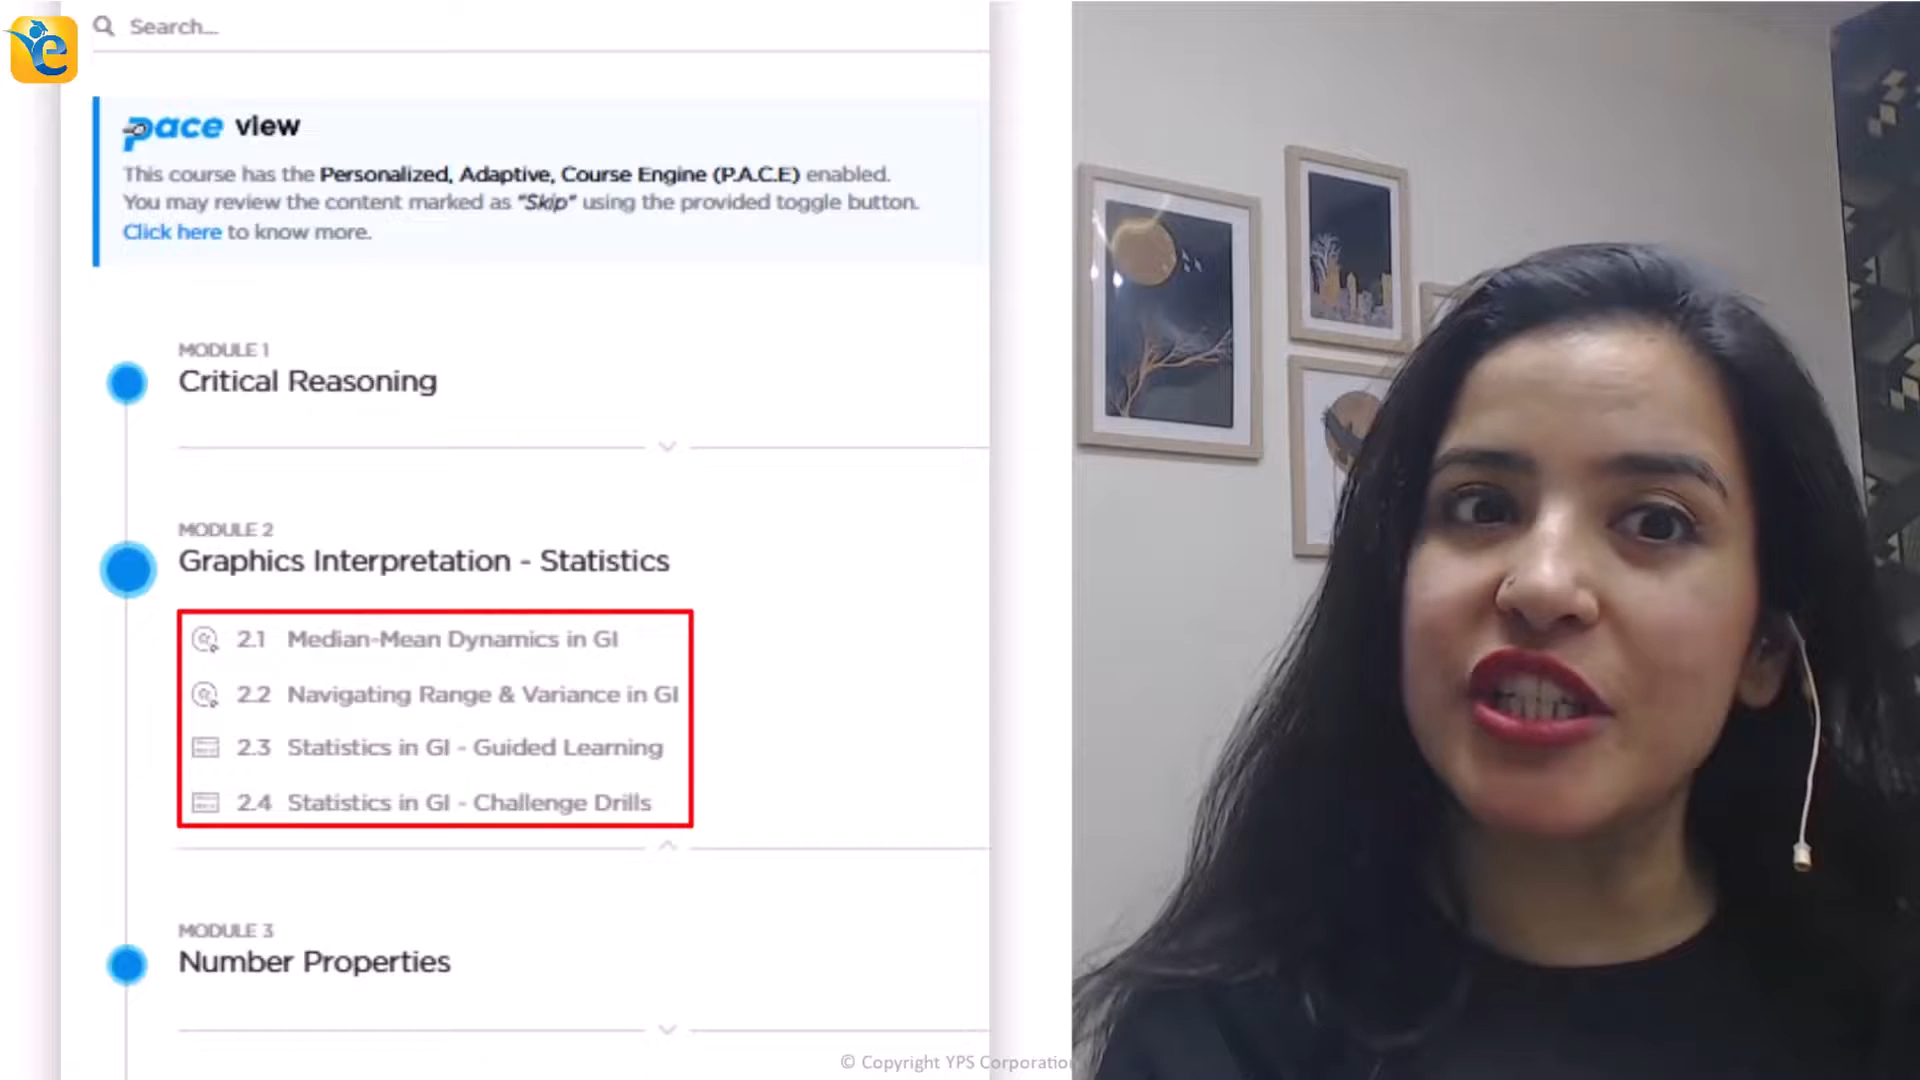 Search...
pace view
This course has the Personalized, Adaptive, Course Engine (P.A.C.E) enabled.
You may review the content marked as "Skip" using the provided toggle button.
Click here to know more.
MODULE 1
Critical Reasoning
MODULE 2
Graphics Interpretation - Statistics
2.1 Median-Mean Dynamics in GI
2.2 Navigating Range & Variance in GI
2.3 Statistics in GI - Guided Learning
2.4 Statistics in GI - Challenge Drills
MODULE 3
Number Properties
© Copyright YPS Corporation